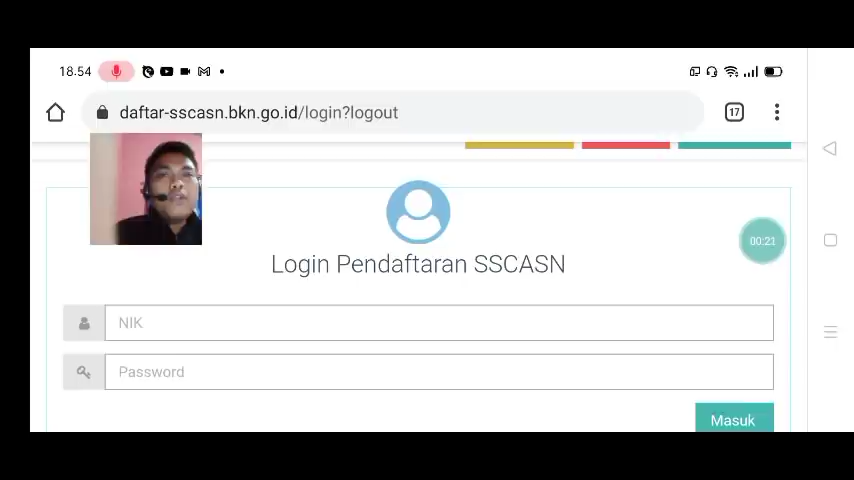 18.54
daftar-sscasn.bkn.go.id/login?logout
17
00:21
Login Pendaftaran SSCASN
NIK
Password
Masuk